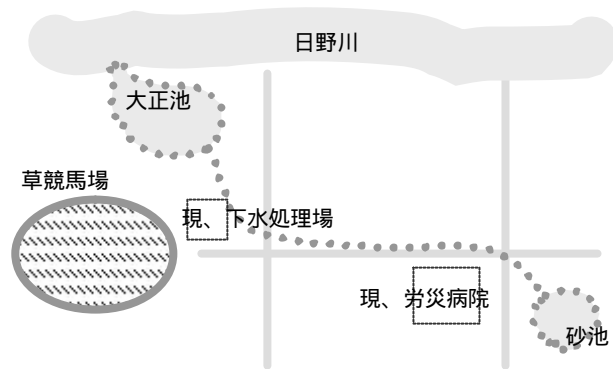 日野川
大正池
草競馬場
現、下水処理場
現、労災病院
砂池